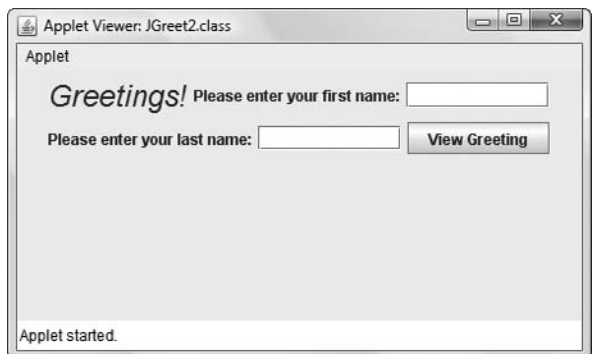 Applet Viewer: JGreet2.class
Applet
Greetings! Please enter your first name:
Please enter your last name: View Greeting
Applet started.